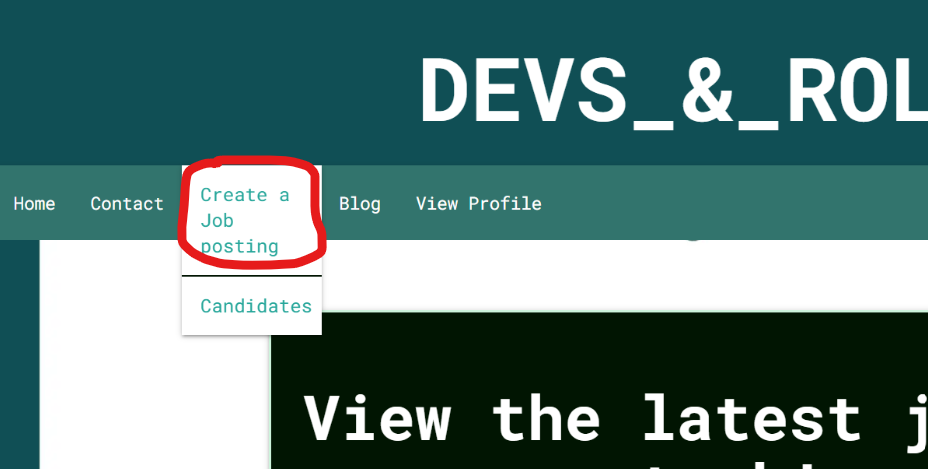 DEVS_&_ROL
Home Contact
Create a
Job
posting
Blog View Profile
Candidates
View the latest j